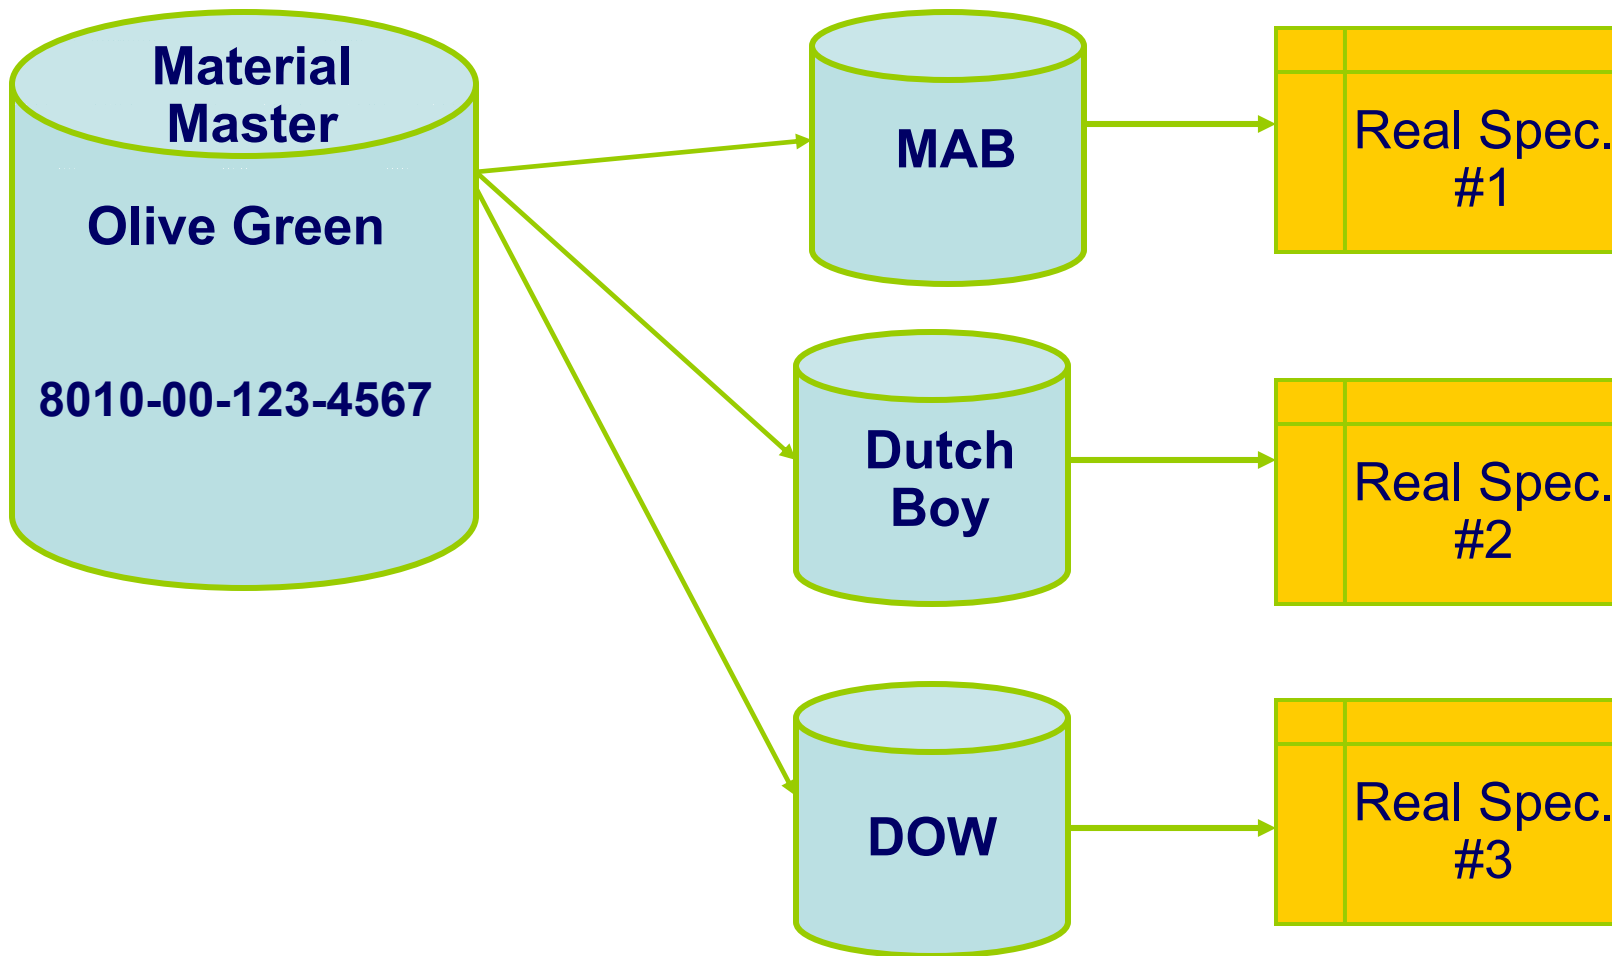 Material
Master
Olive Green
8010-00-123-4567
MAB
Real Spec.
#1
Dutch
Boy
Real Spec.
#2
DOW
Real Spec.
#3